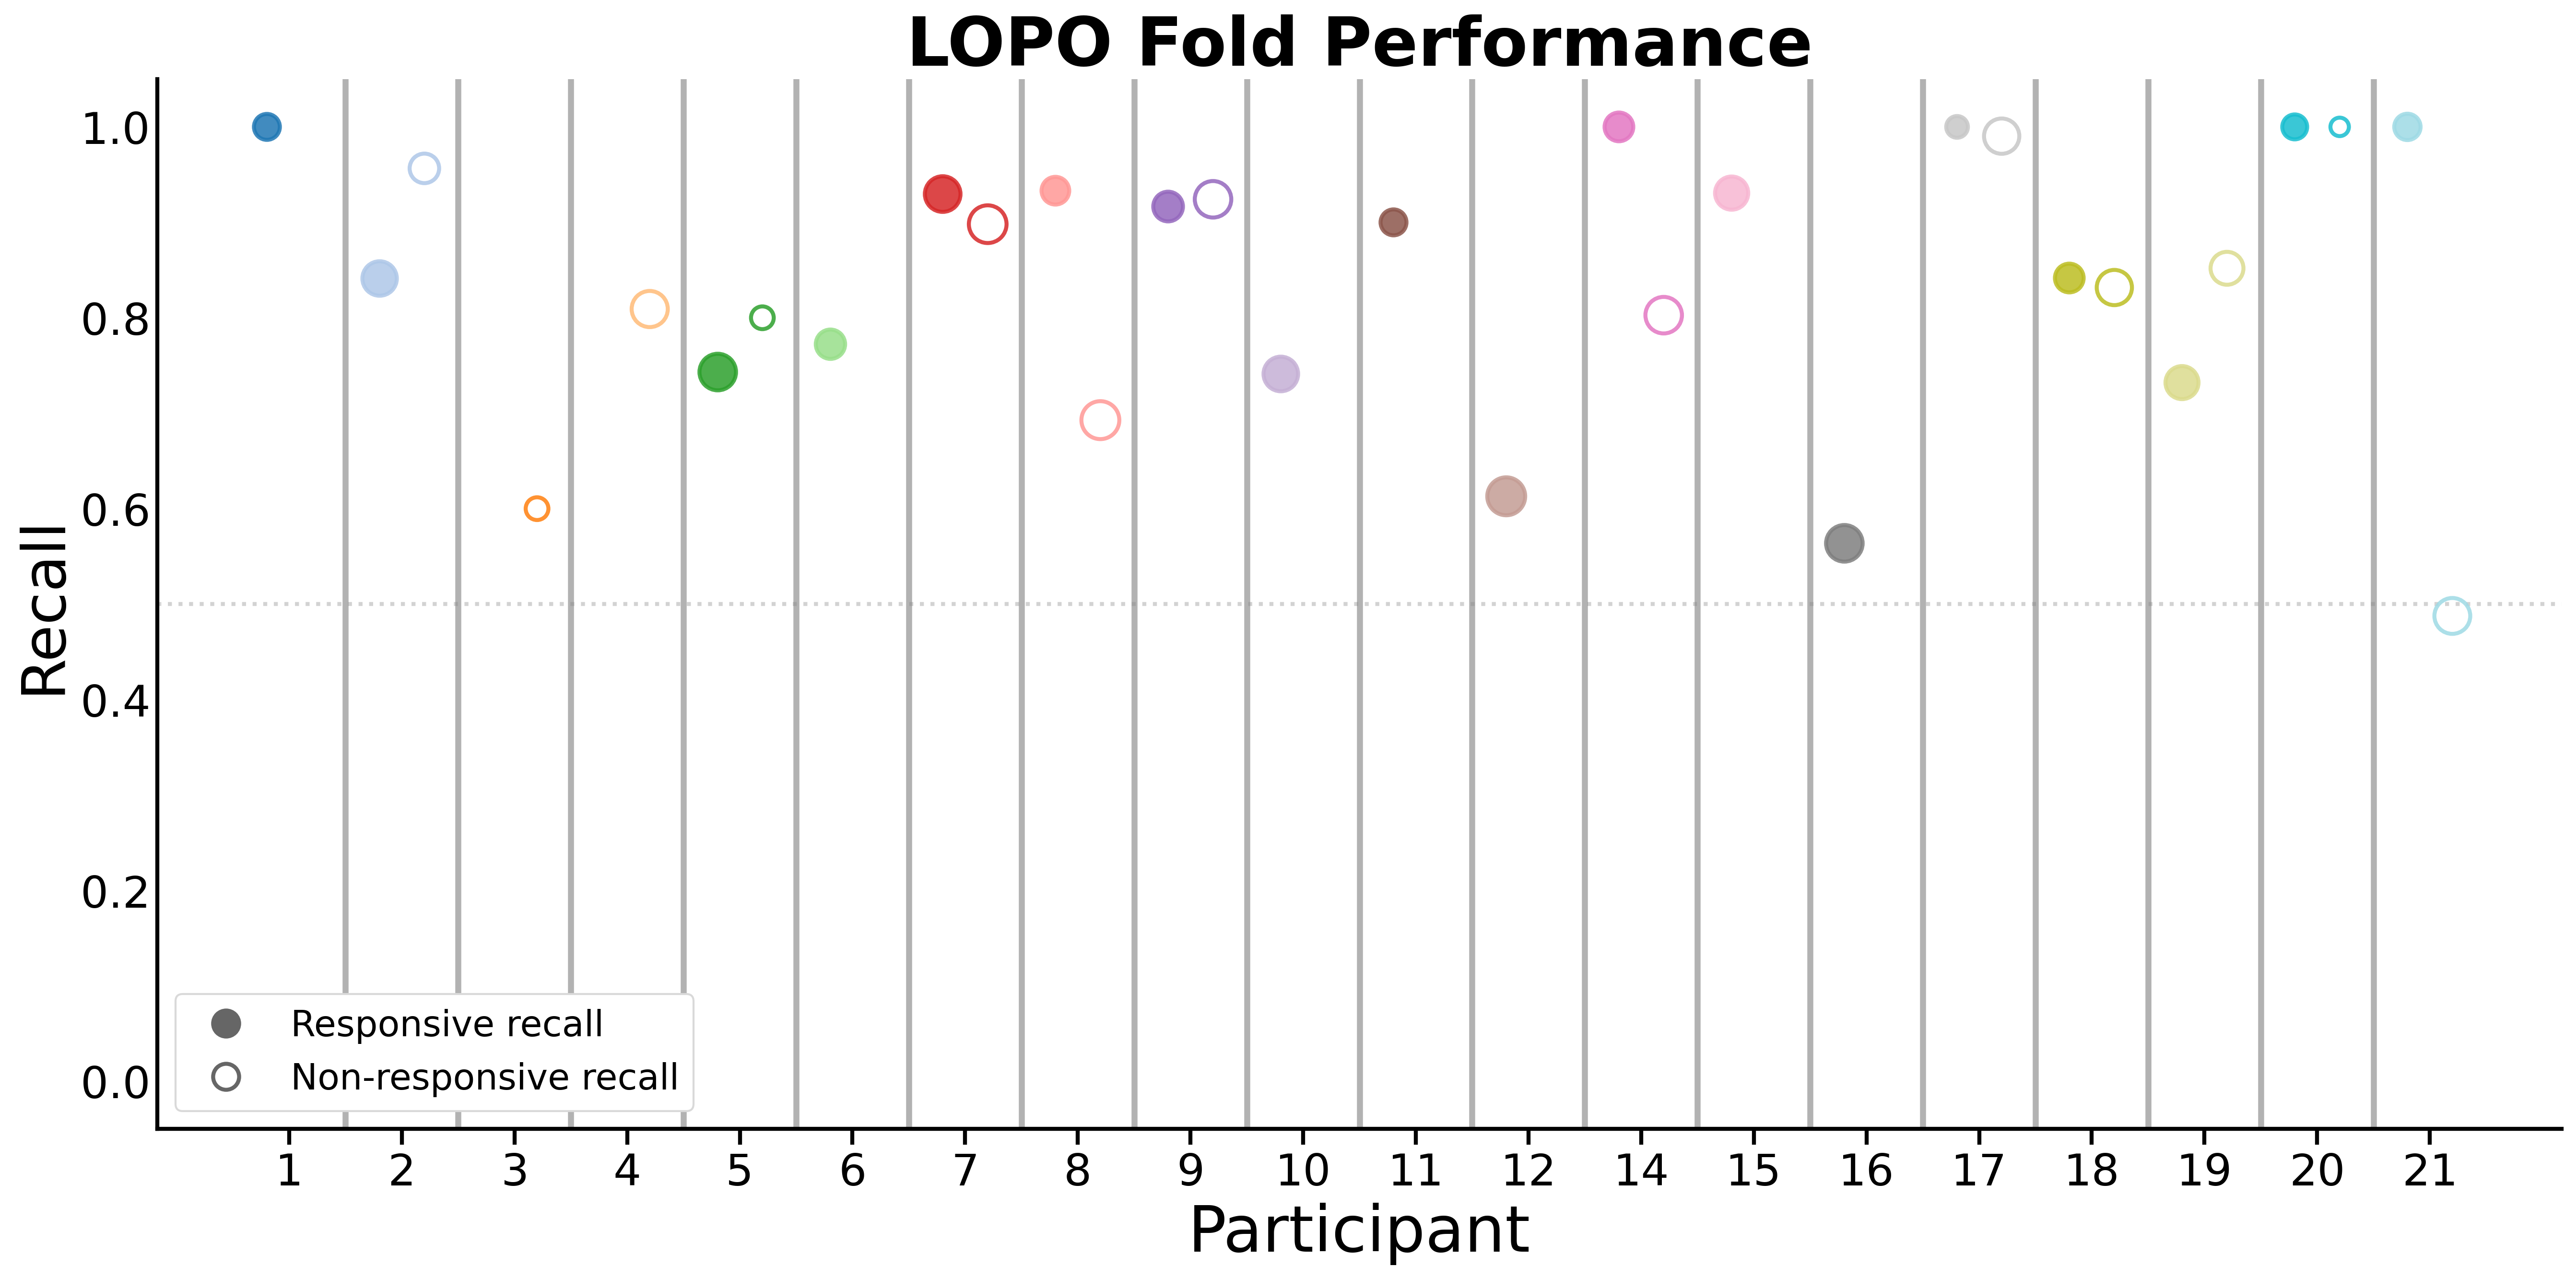 LOPO Fold Performance
1.0
0.8
0.6
0.4
0.2
0.0
Recall
Responsive recall
Non-responsive recall
1 2 3 4 5 6 7 8 9 10 11 12 14 15 16 17 18 19 20 21
Participant